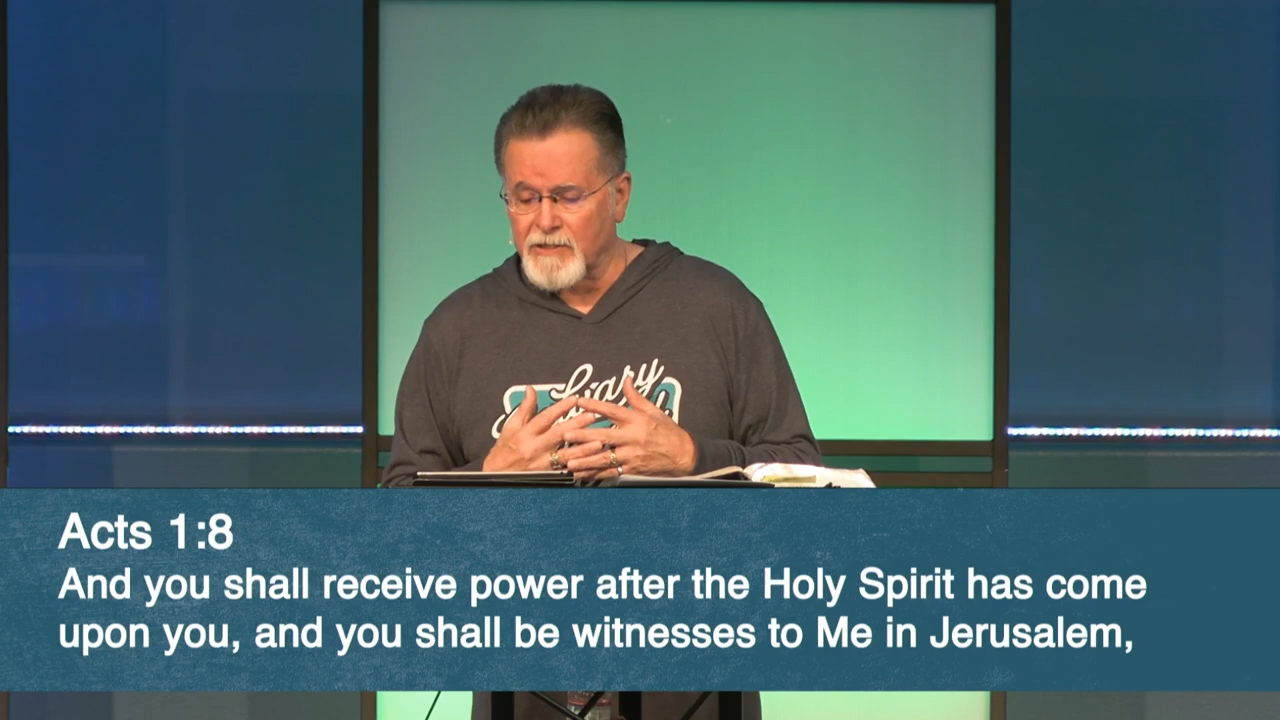 Acts 1:8
And you shall receive power after the Holy Spirit has come
upon you, and you shall be witnesses to Me in Jerusalem,